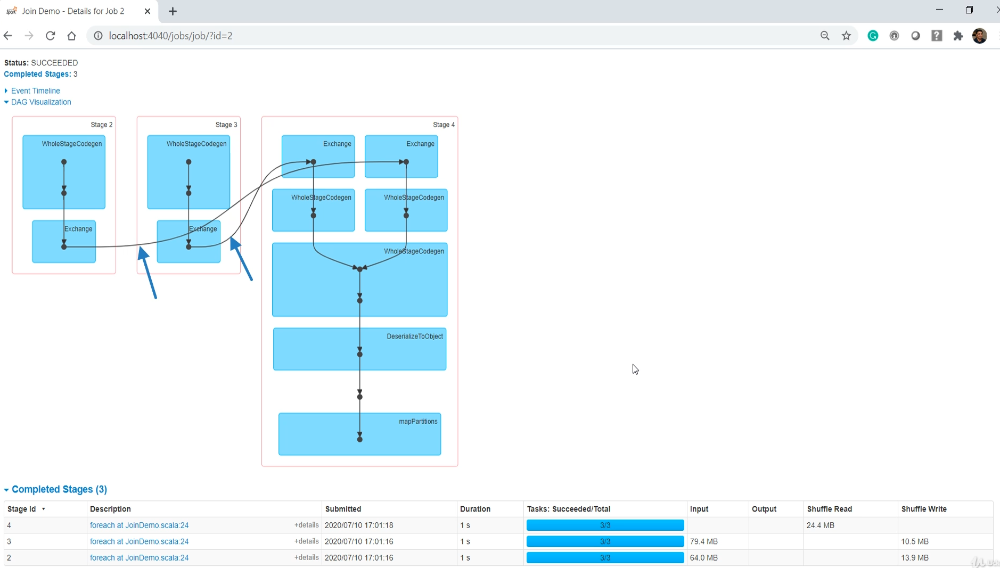 Spark Join Demo - Details for Job 2
localhost:4040/jobs/job/?id=2
Status: SUCCEEDED
Completed Stages: 3
Event Timeline
DAG Visualization
Stage 2
Stage 3
Stage 4
WholeStageCodegen
WholeStageCodegen
Exchange
Exchange
WholeStageCodegen
WholeStageCodegen
Exchange
Exchange
WholeStageCodegen
DeserializeToObject
mapPartitions
Completed Stages (3)
Stage Id Description Submitted Duration Tasks: Succeeded/Total Input Output Shuffle Read Shuffle Write
4 foreach at JoinDemo.scala:24 +details 2020/07/10 17:01:18 1 s 3/3 24.4 MB
3 foreach at JoinDemo.scala:24 +details 2020/07/10 17:01:16 1 s 3/3 79.4 MB 10.5 MB
2 foreach at JoinDemo.scala:24 +details 2020/07/10 17:01:16 1 s 3/3 64.0 MB 13.9 MB